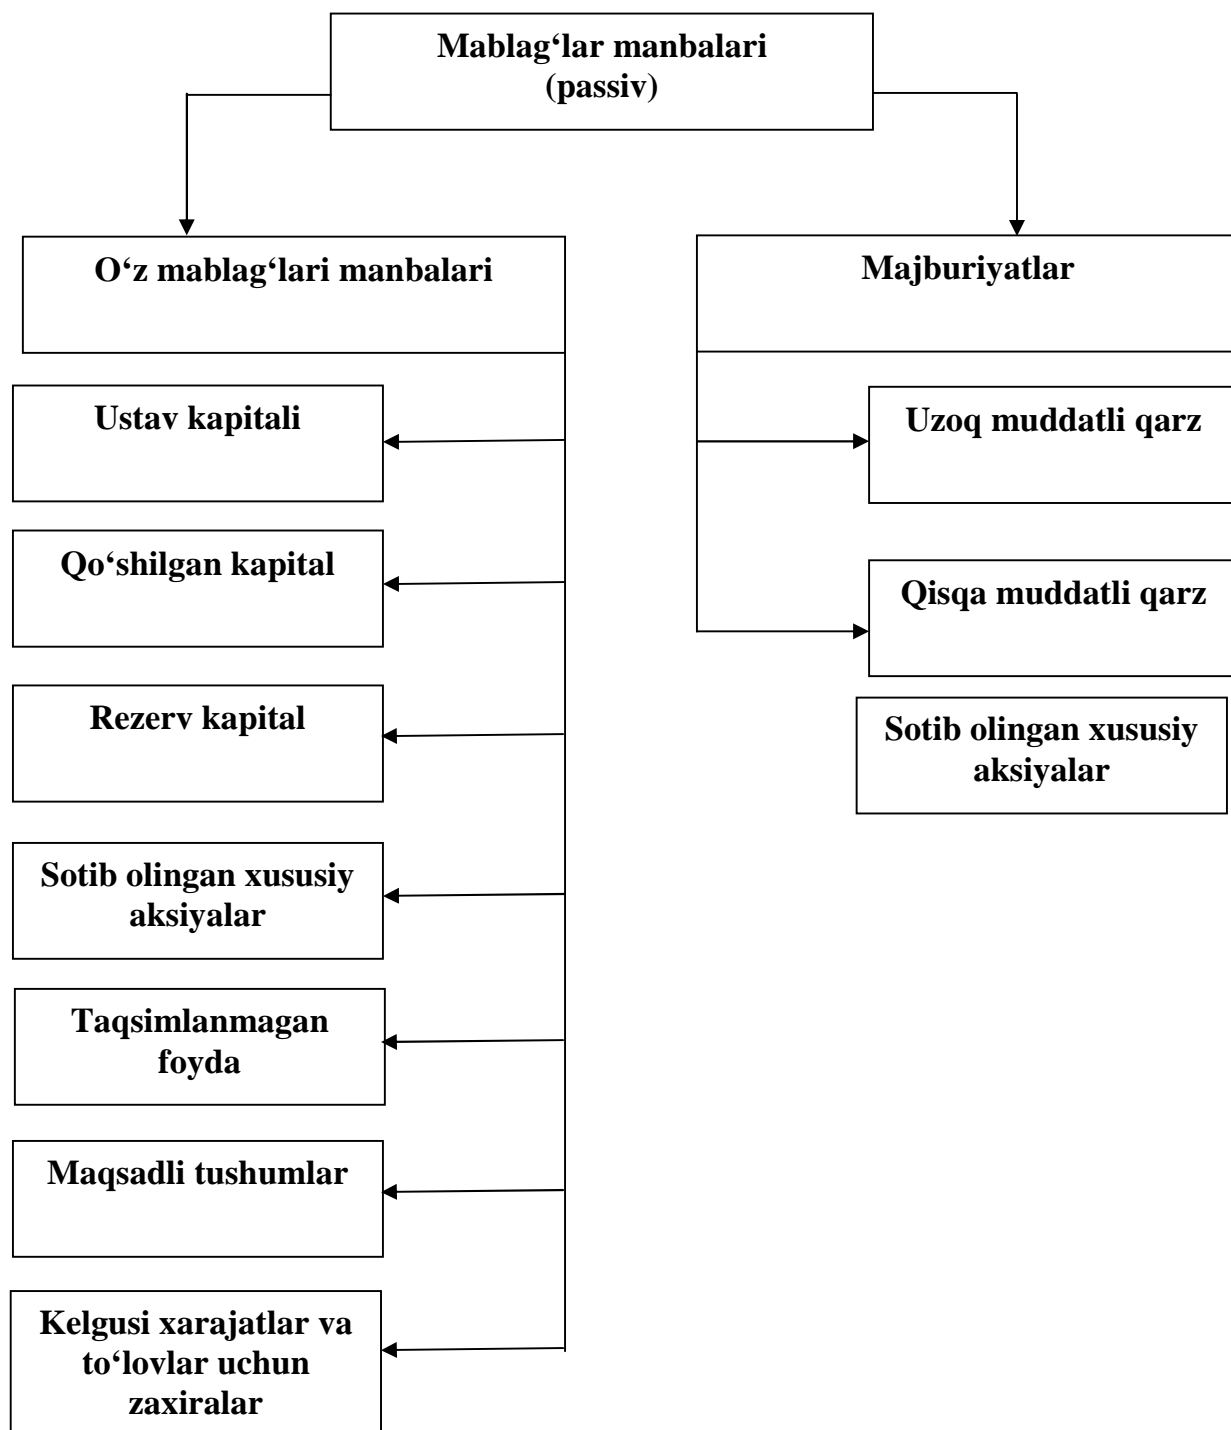 Mablag‘lar manbalari
(passiv)
O‘z mablag‘lari manbalari
Majburiyatlar
Ustav kapitali
Uzoq muddatli qarz
Qo‘shilgan kapital
Qisqa muddatli qarz
Rezerv kapital
Sotib olingan xususiy
aksiyalar
Sotib olingan xususiy
aksiyalar
Taqsimlanmagan
foyda
Maqsadli tushumlar
Kelgusi xarajatlar va
to‘lovlar uchun
zaxiralar